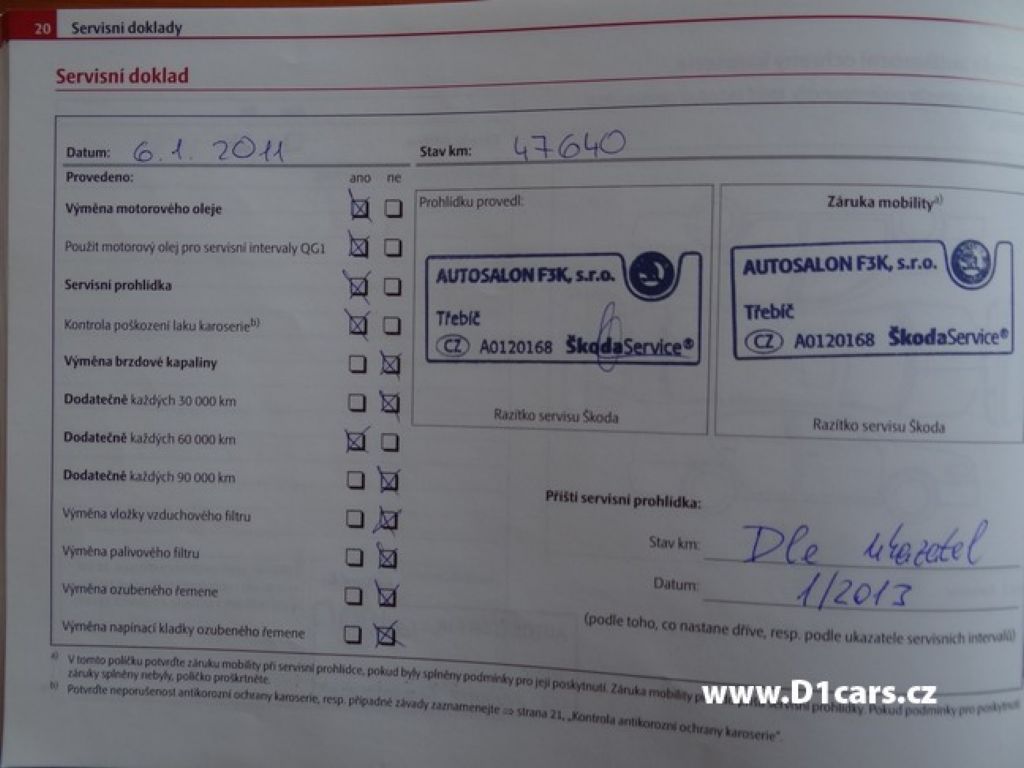 20 Servisní doklady
Servisní doklad
Datum: 6. 1. 2011 Stav km: 47640
Provedeno: ano ne
Výměna motorového oleje
Použit motorový olej pro servisní intervaly QG1
Servisní prohlídka
Kontrola poškození laku karoserie b)
Výměna brzdové kapaliny
Dodatečně každých 30 000 km
Dodatečně každých 60 000 km
Dodatečně každých 90 000 km
Výměna vložky vzduchového filtru
Výměna palivového filtru
Výměna ozubeného řemene
Výměna napínací kladky ozubeného řemene
Prohlídku provedl:
AUTOSALON F3K, s.r.o.
Třebíč
CZ A0120168 ŠkodaService®
Razítko servisu Škoda
Záruka mobility a)
AUTOSALON F3K, s.r.o.
Třebíč
CZ A0120168 ŠkodaService®
Razítko servisu Škoda
Příští servisní prohlídka:
Stav km: Dle ukazatel
Datum: 1/2013
(podle toho, co nastane dříve, resp. podle ukazatele servisních intervalů)
a) V tomto políčku potvrďte záruku mobility při servisní prohlídce, pokud byly splněny podmínky pro její poskytnutí. Záruka mobility servisní prohlídky. Pokud podmínky pro poskytnutí
záruky splněny nebyly, políčko proškrtněte.
b) Potvrďte neporušenost antikorozní ochrany karoserie, resp. případné závady zaznamenejte ⇒ strana 21, „Kontrola antikorozní ochrany karoserie".
www.D1cars.cz